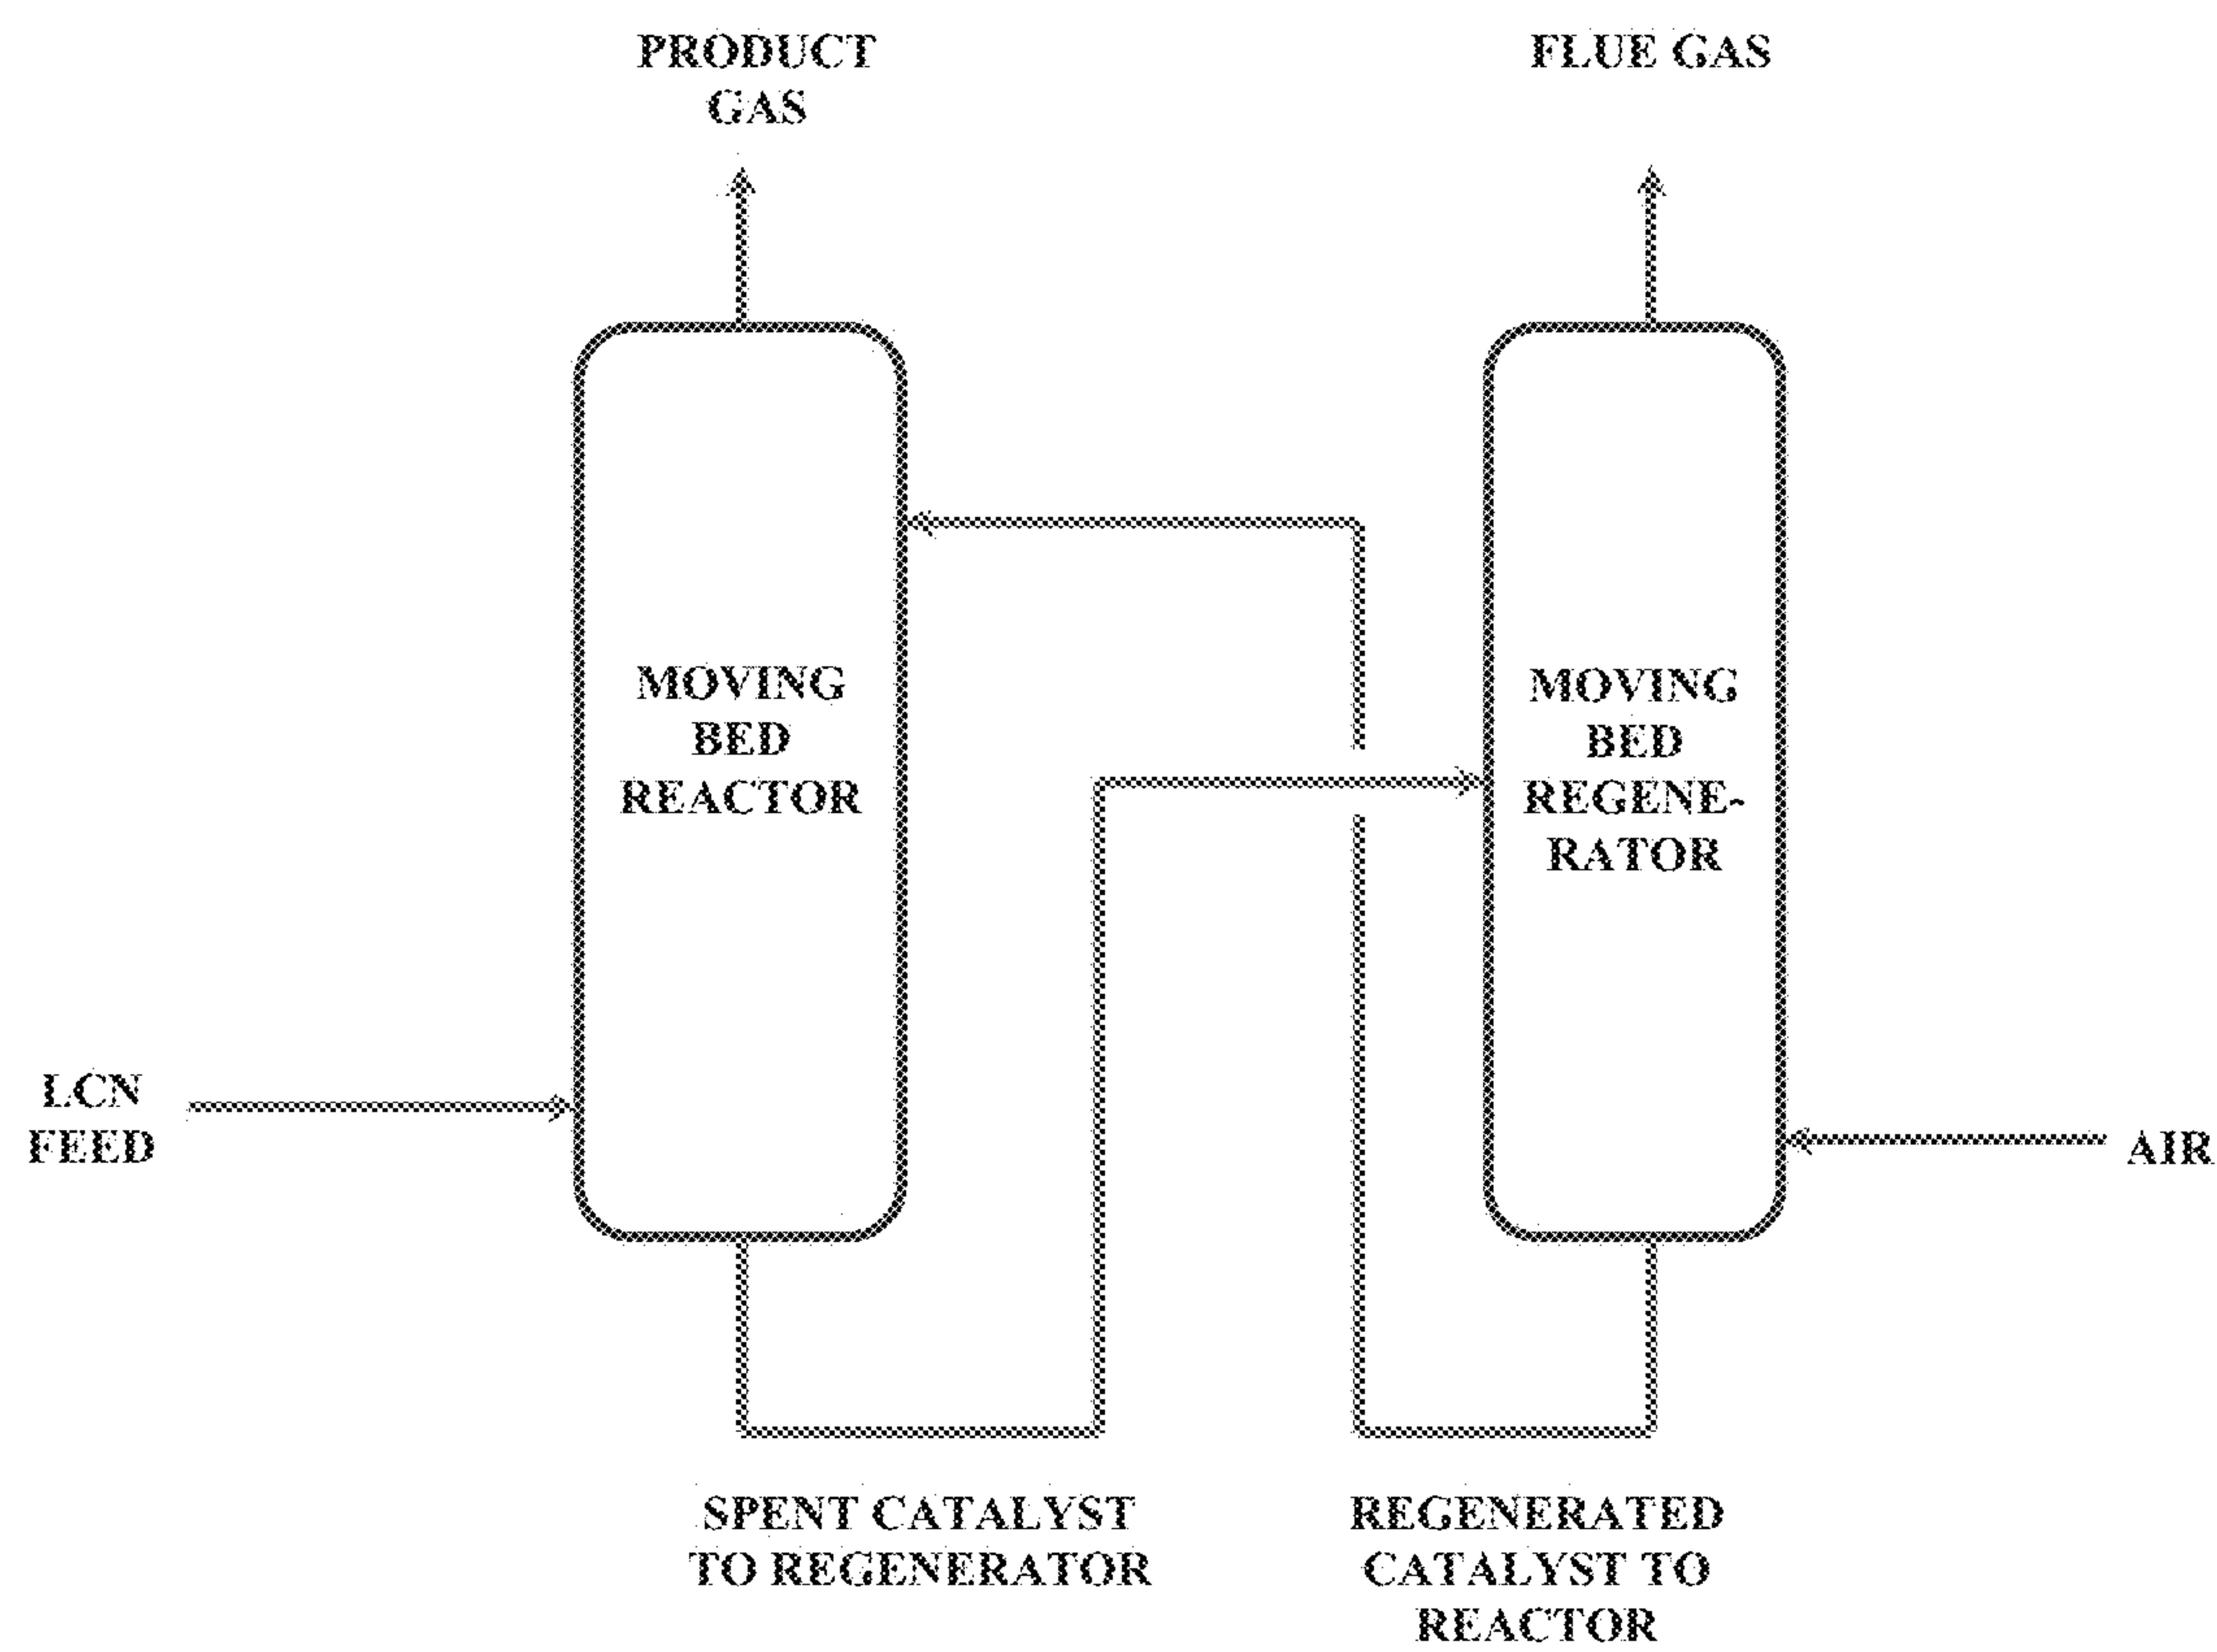 PRODUCT
GAS
FLUE GAS
MOVING
BED
REACTOR
MOVING
BED
REGENE-
RATOR
LCN
FEED
AIR
SPENT CATALYST
TO REGENERATOR
REGENERATED
CATALYST TO
REACTOR